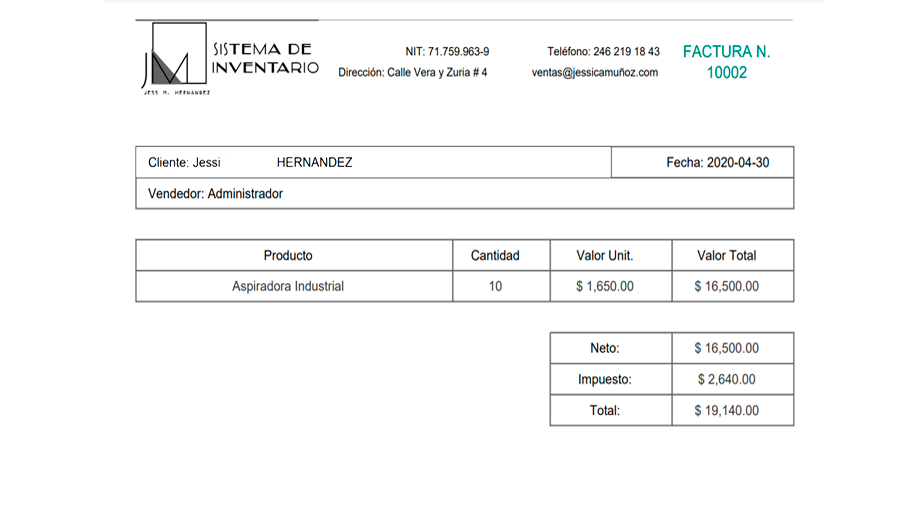 JM
SISTEMA DE
INVENTARIO
JESS M. HERNANDEZ
NIT: 71.759.963-9
Dirección: Calle Vera y Zuria # 4
Teléfono: 246 219 18 43
ventas@jessicamuñoz.com
FACTURA N.
10002
Cliente: Jessi HERNANDEZ
Fecha: 2020-04-30
Vendedor: Administrador
Producto Cantidad Valor Unit. Valor Total
Aspiradora Industrial 10 $ 1,650.00 $ 16,500.00
Neto: $ 16,500.00
Impuesto: $ 2,640.00
Total: $ 19,140.00